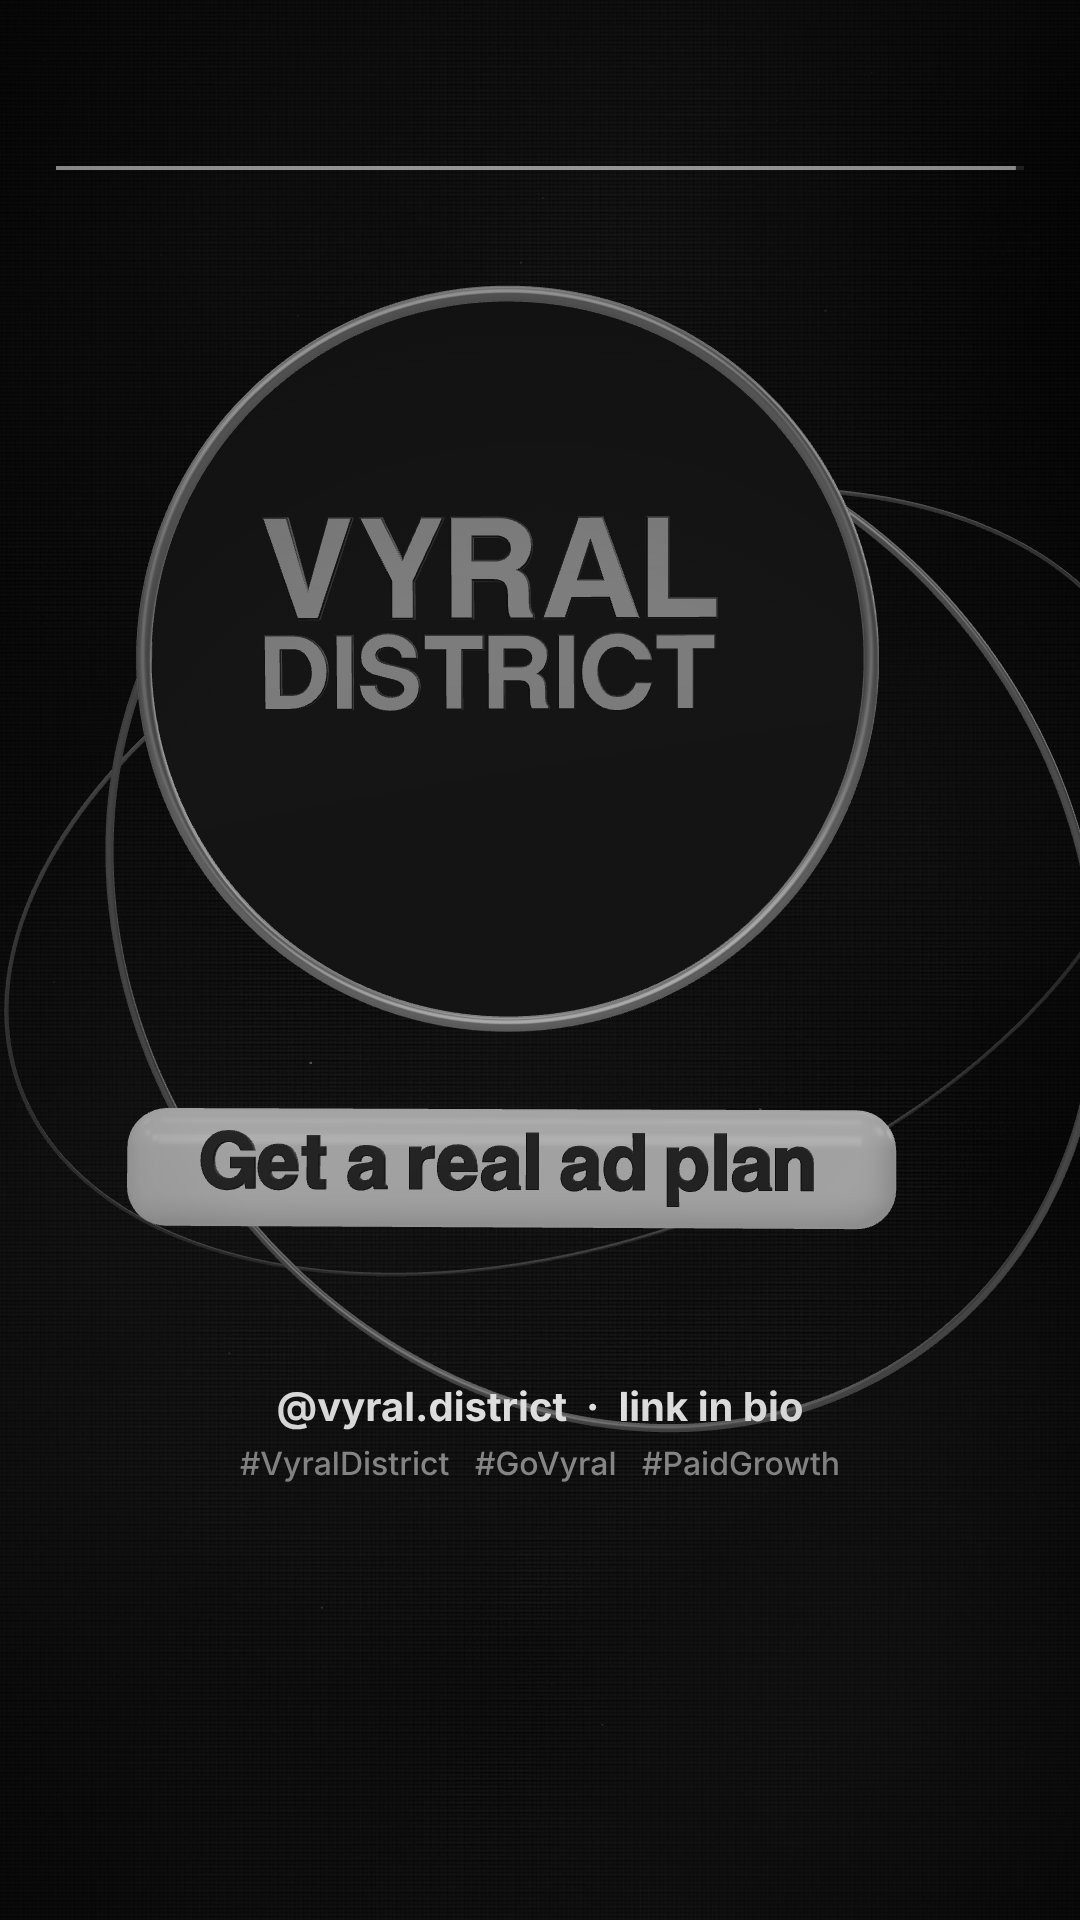 VYRAL
DISTRICT
Get a real ad plan
@vyral.district · link in bio
#VyralDistrict #GoVyral #PaidGrowth